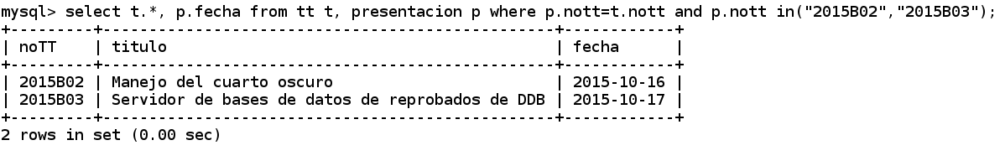 mysql> select t.*, p.fecha from tt t, presentacion p where p.nott=t.nott and p.nott in("2015B02","2015B03");
+---------+--------------------------------------------------+------------+
| noTT    | titulo                                           | fecha      |
+---------+--------------------------------------------------+------------+
| 2015B02 | Manejo del cuarto oscuro                         | 2015-10-16 |
| 2015B03 | Servidor de bases de datos de reprobados de DDB | 2015-10-17 |
+---------+--------------------------------------------------+------------+
2 rows in set (0.00 sec)